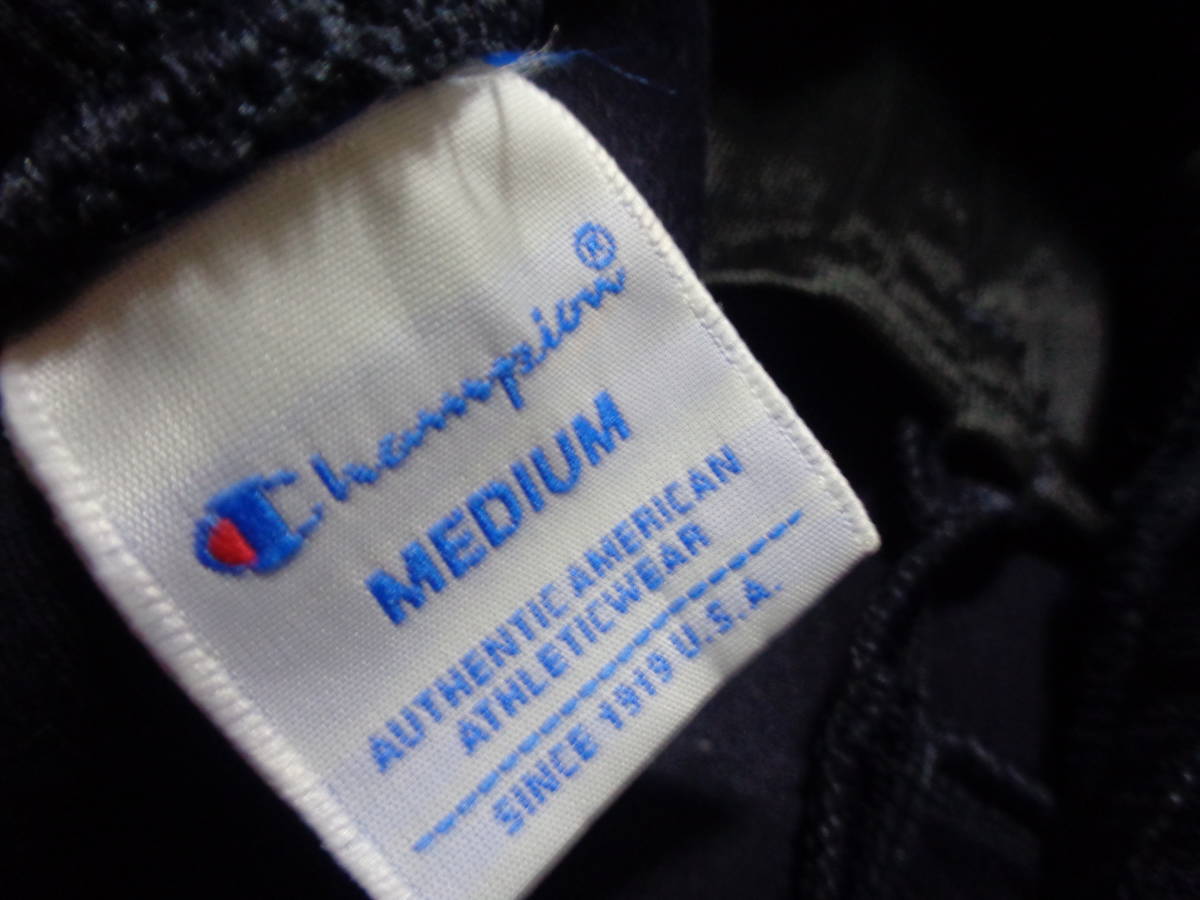 Champion®
MEDIUM
AUTHENTIC AMERICAN
ATHLETICWEAR
SINCE 1919 U.S.A.